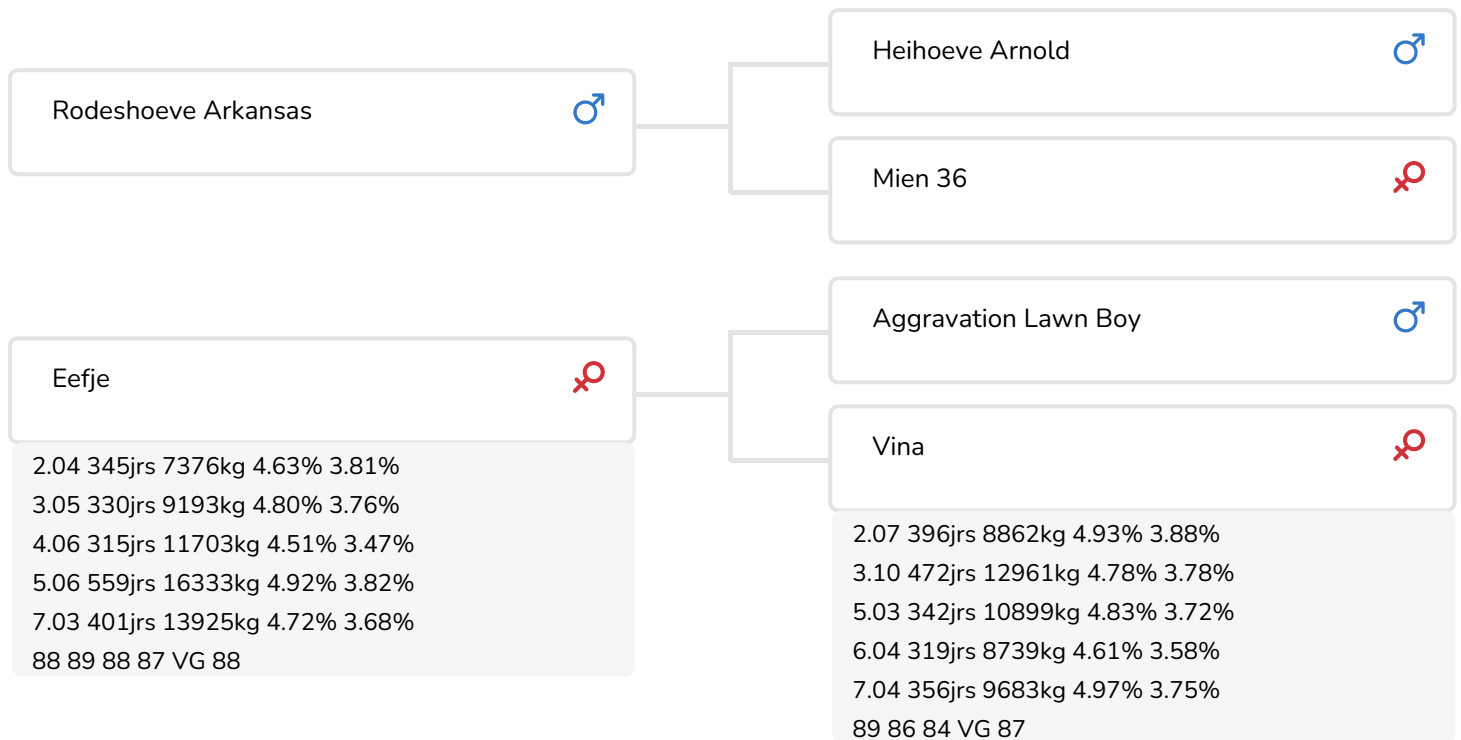 Rodeshoeve Arkansas
Heihoeve Arnold
Mien 36
Eefje
2.04 345jrs 7376kg 4.63% 3.81%
3.05 330jrs 9193kg 4.80% 3.76%
4.06 315jrs 11703kg 4.51% 3.47%
5.06 559jrs 16333kg 4.92% 3.82%
7.03 401jrs 13925kg 4.72% 3.68%
88 89 88 87 VG 88
Aggravation Lawn Boy
Vina
2.07 396jrs 8862kg 4.93% 3.88%
3.10 472jrs 12961kg 4.78% 3.78%
5.03 342jrs 10899kg 4.83% 3.72%
6.04 319jrs 8739kg 4.61% 3.58%
7.04 356jrs 9683kg 4.97% 3.75%
89 86 84 VG 87